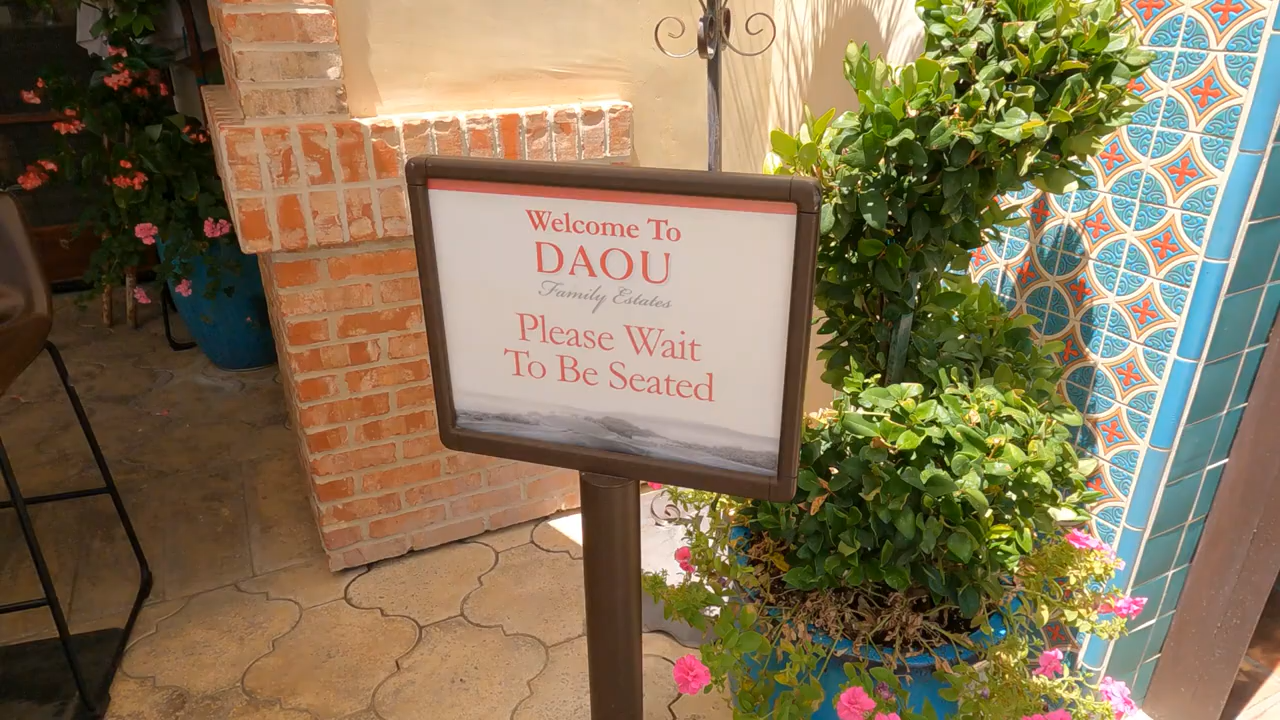 Welcome To
DAOU
Family Estates
Please Wait
To Be Seated